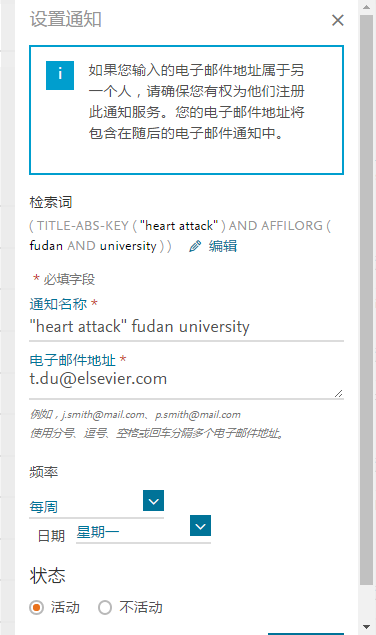 设置通知
如果您输入的电子邮件地址属于另
一个人，请确保您有权为他们注册
此通知服务。您的电子邮件地址将
包含在随后的电子邮件通知中。
检索词
( TITLE-ABS-KEY ( "heart attack" ) AND AFFILORG (
fudan AND university ) ) 编辑
* 必填字段
通知名称 *
"heart attack" fudan university
电子邮件地址 *
t.du@elsevier.com
例如，j.smith@mail.com、p.smith@mail.com
使用分号、逗号、空格或回车分隔多个电子邮件地址。
频率
每周
日期 星期一
状态
活动 不活动